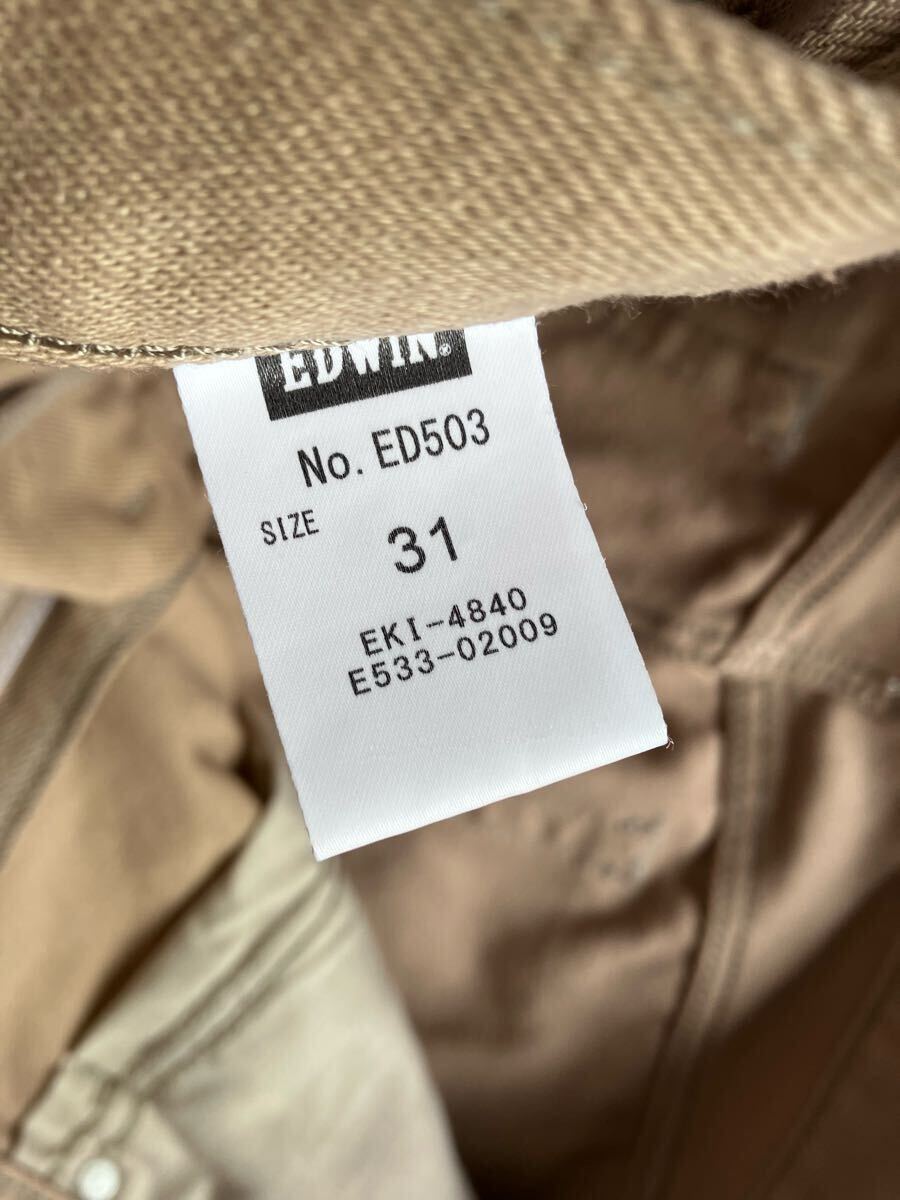 EDWIN®
No. ED503
SIZE
31
EKI-4840
E533-02009